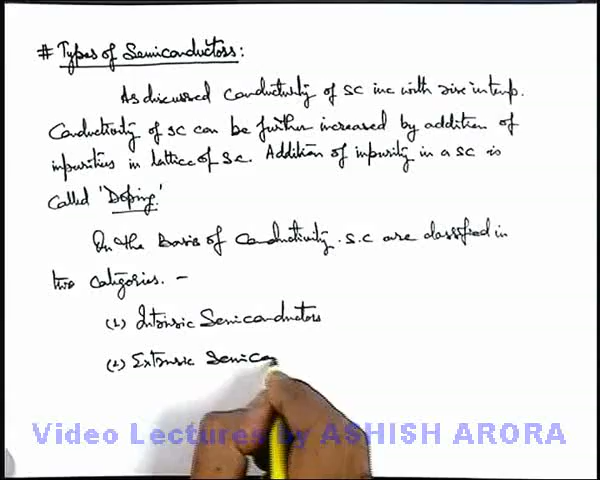 # Types of Semiconductors:
As discussed conductivity of SC inc with rise in temp.
Conductivity of SC can be further increased by addition of
impurities in lattice of SC. Addition of impurity in a SC is
called 'Doping.'
On the Basis of Conductivity. S.C are classified in
two categories. -
(1) Intrinsic Semiconductors
(2) Extrinsic Semico
Video Lectures by ASHISH ARORA